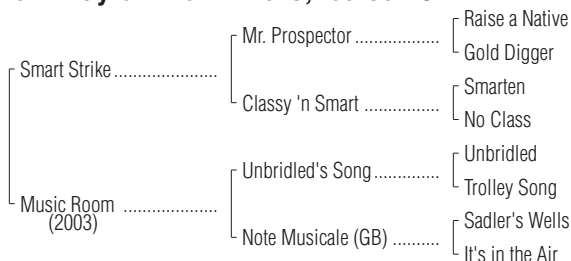 Raise a Native
Mr. Prospector ..................
Gold Digger
Smart Strike ......................
Smarten
Classy 'n Smart ................
No Class
Unbridled
Unbridled's Song ..............
Trolley Song
Music Room ....................
(2003)
Sadler's Wells
Note Musicale (GB) ..........
It's in the Air